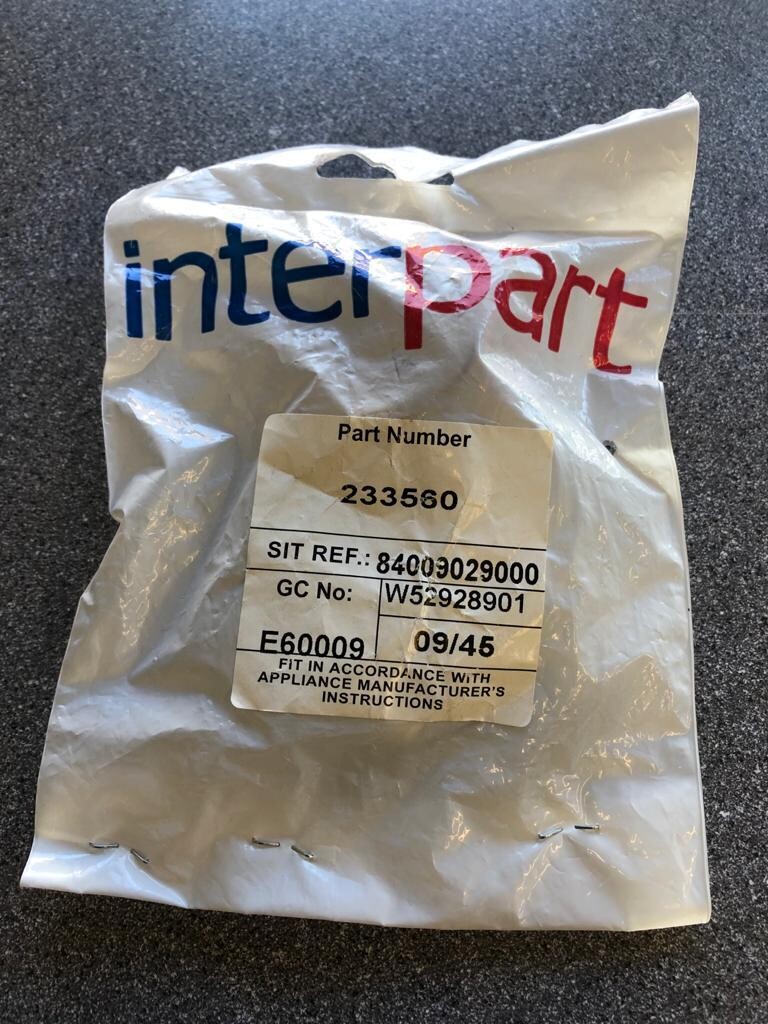 interpart
Part Number
233560
SIT REF.: 84009029000
GC No: W52928901
E60009 09/45
FIT IN ACCORDANCE WITH
APPLIANCE MANUFACTURER'S
INSTRUCTIONS